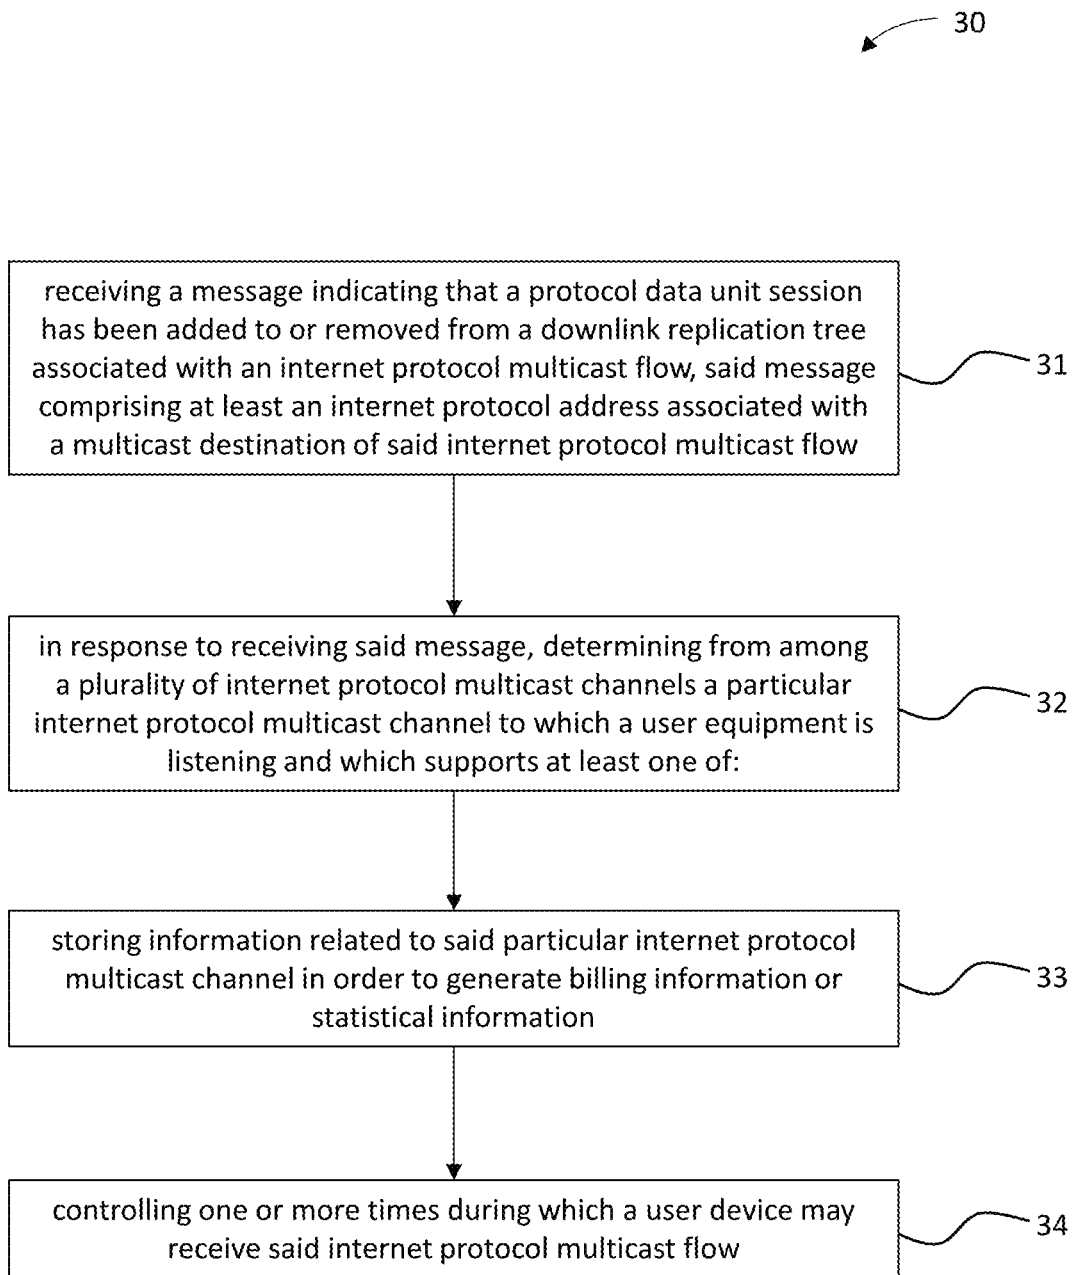 30
receiving a message indicating that a protocol data unit session
has been added to or removed from a downlink replication tree
associated with an internet protocol multicast flow, said message
comprising at least an internet protocol address associated with
a multicast destination of said internet protocol multicast flow
31
in response to receiving said message, determining from among
a plurality of internet protocol multicast channels a particular
internet protocol multicast channel to which a user equipment is
listening and which supports at least one of:
32
storing information related to said particular internet protocol
multicast channel in order to generate billing information or
statistical information
33
controlling one or more times during which a user device may
receive said internet protocol multicast flow
34